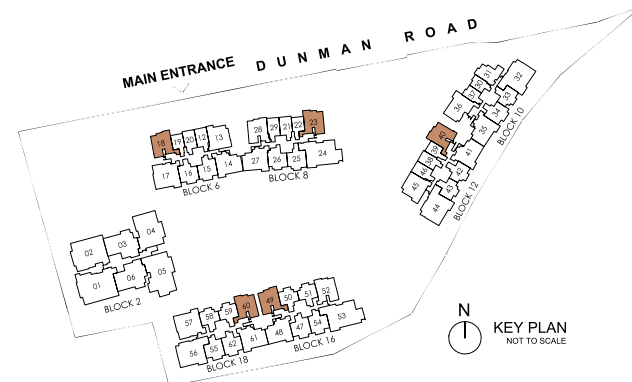 DUNMAN ROAD
MAIN ENTRANCE
18 19 20 12 13
17 16 15 14
BLOCK 6
28 29 21 22 23
27 26 25 24
BLOCK 8
31 32
30
37 33
36 34
35
BLOCK 10
40
39 41
38 42
46 43
45 44
BLOCK 12
02 03 04
01 06 05
BLOCK 2
57 58 59 60
56 55 62 61
BLOCK 18
49 50 51 52
48 47 54 53
BLOCK 16
N
KEY PLAN
NOT TO SCALE